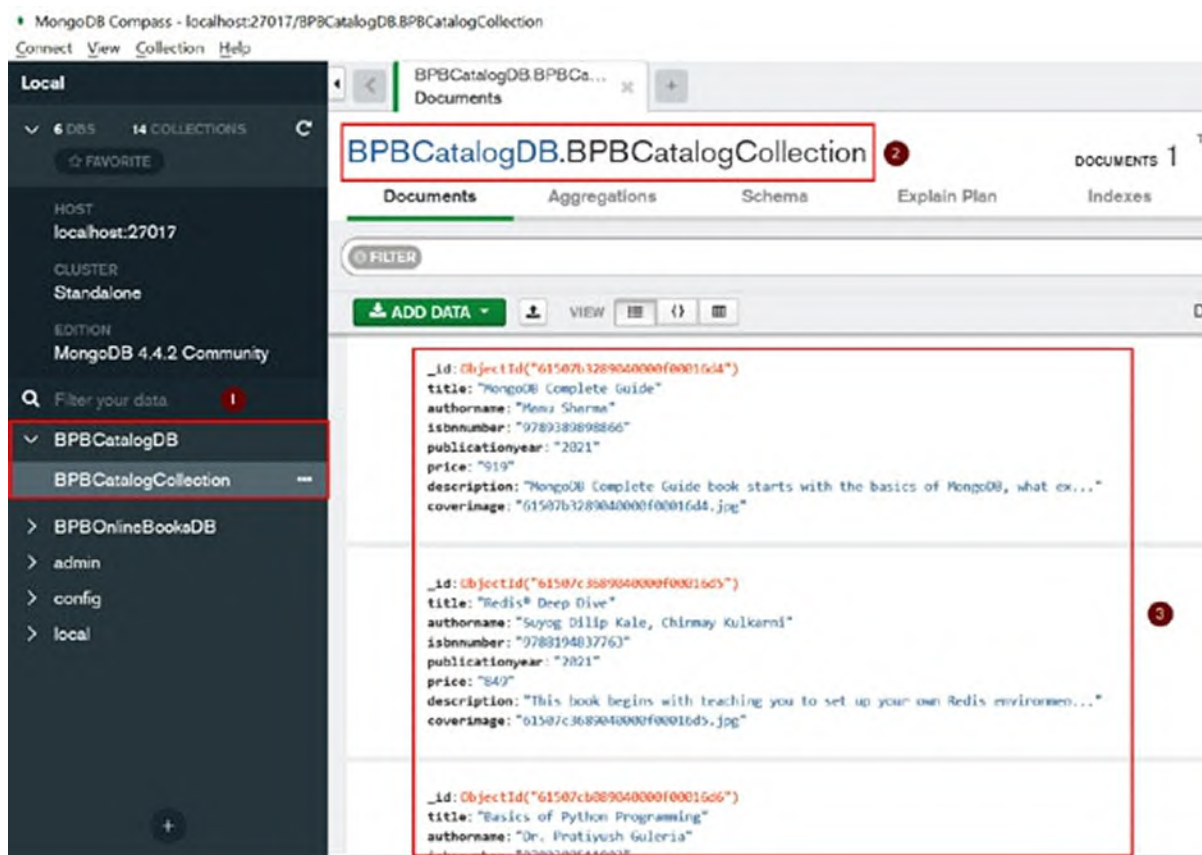 MongoDB Compass - localhost:27017/BPBCatalogDB.BPBCatalogCollection
Connect View Collection Help
Local
6 DBS 14 COLLECTIONS
FAVORITE
HOST
localhost:27017
CLUSTER
Standalone
EDITION
MongoDB 4.4.2 Community
Filter your data
1
BPBCatalogDB
BPBCatalogCollection
BPBOnlineBooksDB
admin
config
local
BPBCatalogDB.BPBCa...
Documents
BPBCatalogDB.BPBCatalogCollection
2
DOCUMENTS 1
Documents Aggregations Schema Explain Plan Indexes
FILTER
ADD DATA VIEW
_id: ObjectId("61507b3289040000f00016d4")
title: "MongoDB Complete Guide"
authorname: "Manu Sharma"
isbnnumber: "9789389898866"
publicationyear: "2021"
price: "919"
description: "MongoDB Complete Guide book starts with the basics of MongoDB, what ex..."
coverimage: "61507b3289040000f00016d4.jpg"
_id: ObjectId("61507c3689040000f00016d5")
title: "Redis® Deep Dive"
authorname: "Suyog Dilip Kale, Chinmay Kulkarni"
isbnnumber: "9788194837763"
publicationyear: "2021"
price: "849"
description: "This book begins with teaching you to set up your own Redis environmen..."
coverimage: "61507c3689040000f00016d5.jpg"
3
_id: ObjectId("61507cb089040000f00016d6")
title: "Basics of Python Programming"
authorname: "Dr. Pratiyush Guleria"